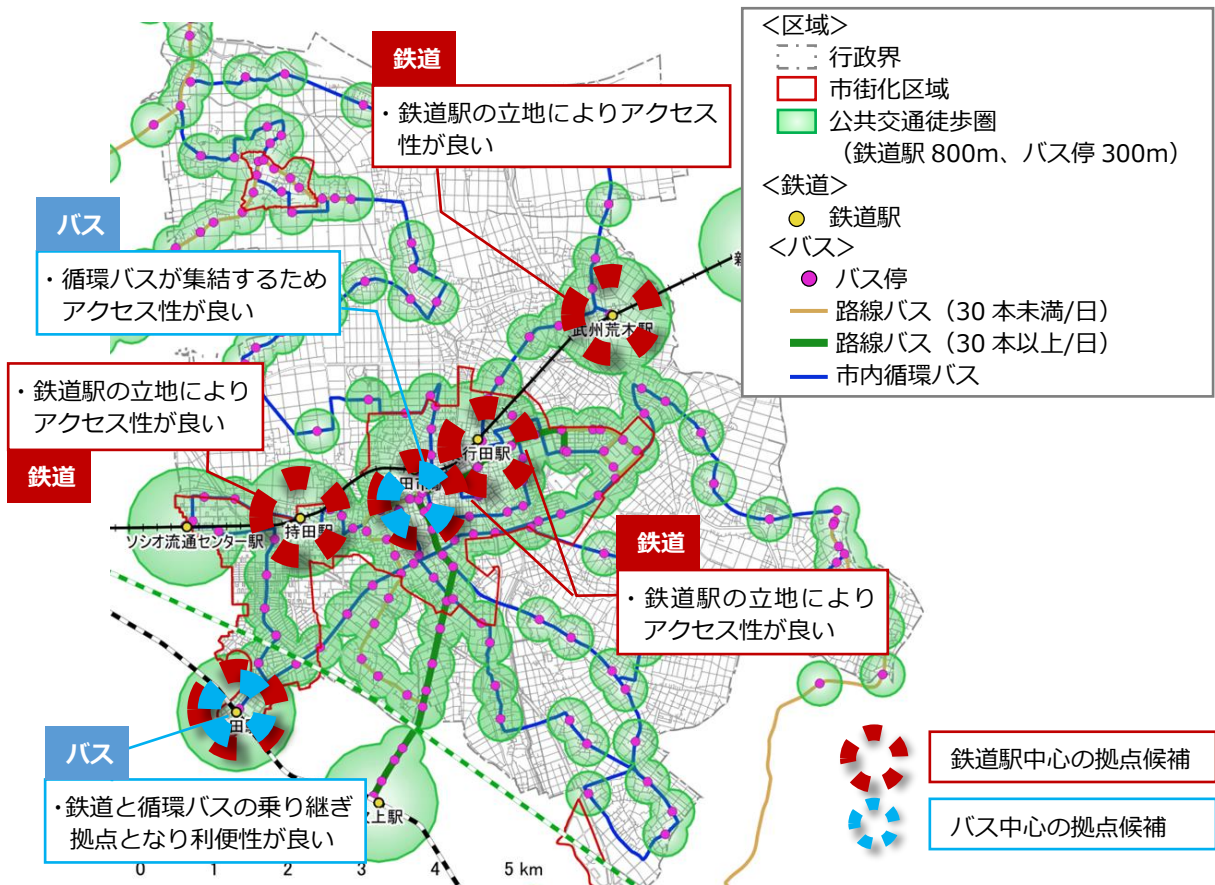 鉄道
・鉄道駅の立地によりアクセス
性が良い
<区域>
行政界
市街化区域
公共交通徒歩圏
（鉄道駅 800m、バス停 300m）
<鉄道>
鉄道駅
<バス>
バス停
路線バス（30 本未満/日）
路線バス（30 本以上/日）
市内循環バス
バス
・循環バスが集結するため
アクセス性が良い
武州荒木駅
・鉄道駅の立地により
アクセス性が良い
鉄道
行田駅
持田駅
ソシオ流通センター駅
鉄道
・鉄道駅の立地により
アクセス性が良い
バス
・鉄道と循環バスの乗り継ぎ
拠点となり利便性が良い
上駅
鉄道駅中心の拠点候補
バス中心の拠点候補
0 1 2 3 4 5 km